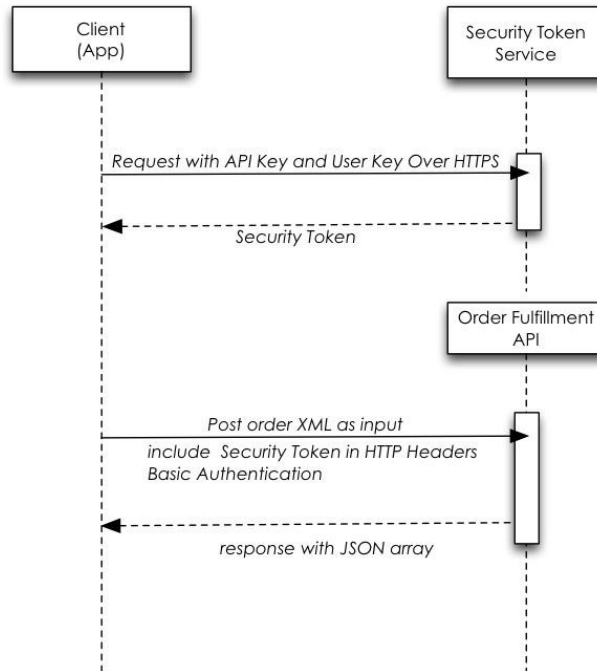 Client
(App)
Security Token
Service
Request with API Key and User Key Over HTTPS
Security Token
Order Fulfillment
API
Post order XML as input
include Security Token in HTTP Headers
Basic Authentication
response with JSON array